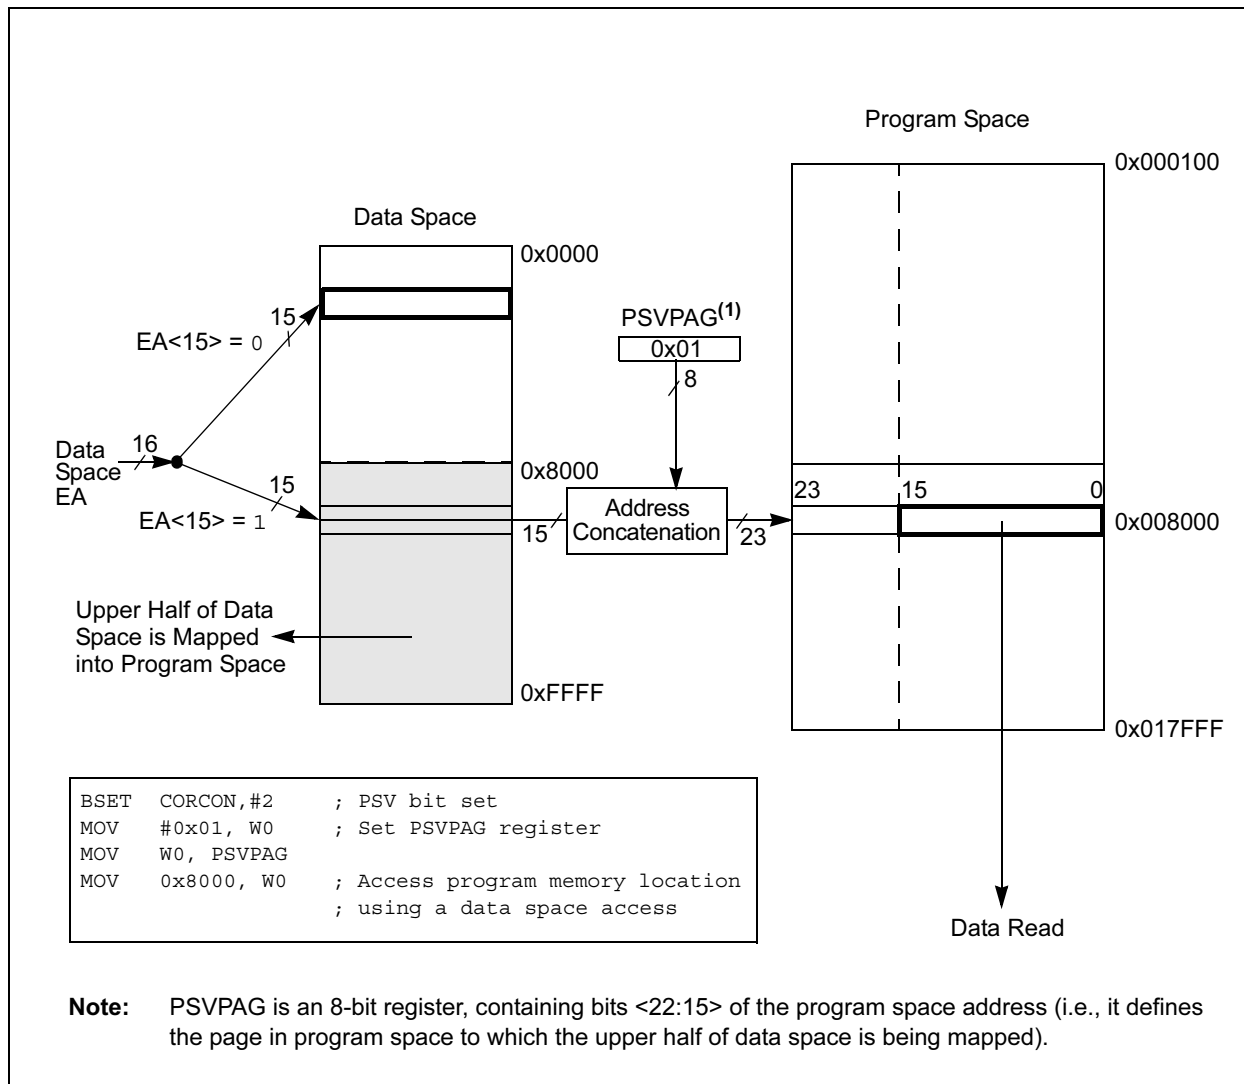 Program Space
0x000100
Data Space
0x0000
15
EA<15> = 0
PSVPAG(1)
0x01
8
Data
Space
EA
16
0x8000
15
EA<15> = 1
15
Address
Concatenation
23
23 15 0
0x008000
Upper Half of Data
Space is Mapped
into Program Space
0xFFFF
0x017FFF
BSET CORCON,#2 ; PSV bit set
MOV #0x01, W0 ; Set PSVPAG register
MOV W0, PSVPAG
MOV 0x8000, W0 ; Access program memory location
; using a data space access
Data Read
Note: PSVPAG is an 8-bit register, containing bits <22:15> of the program space address (i.e., it defines
the page in program space to which the upper half of data space is being mapped).